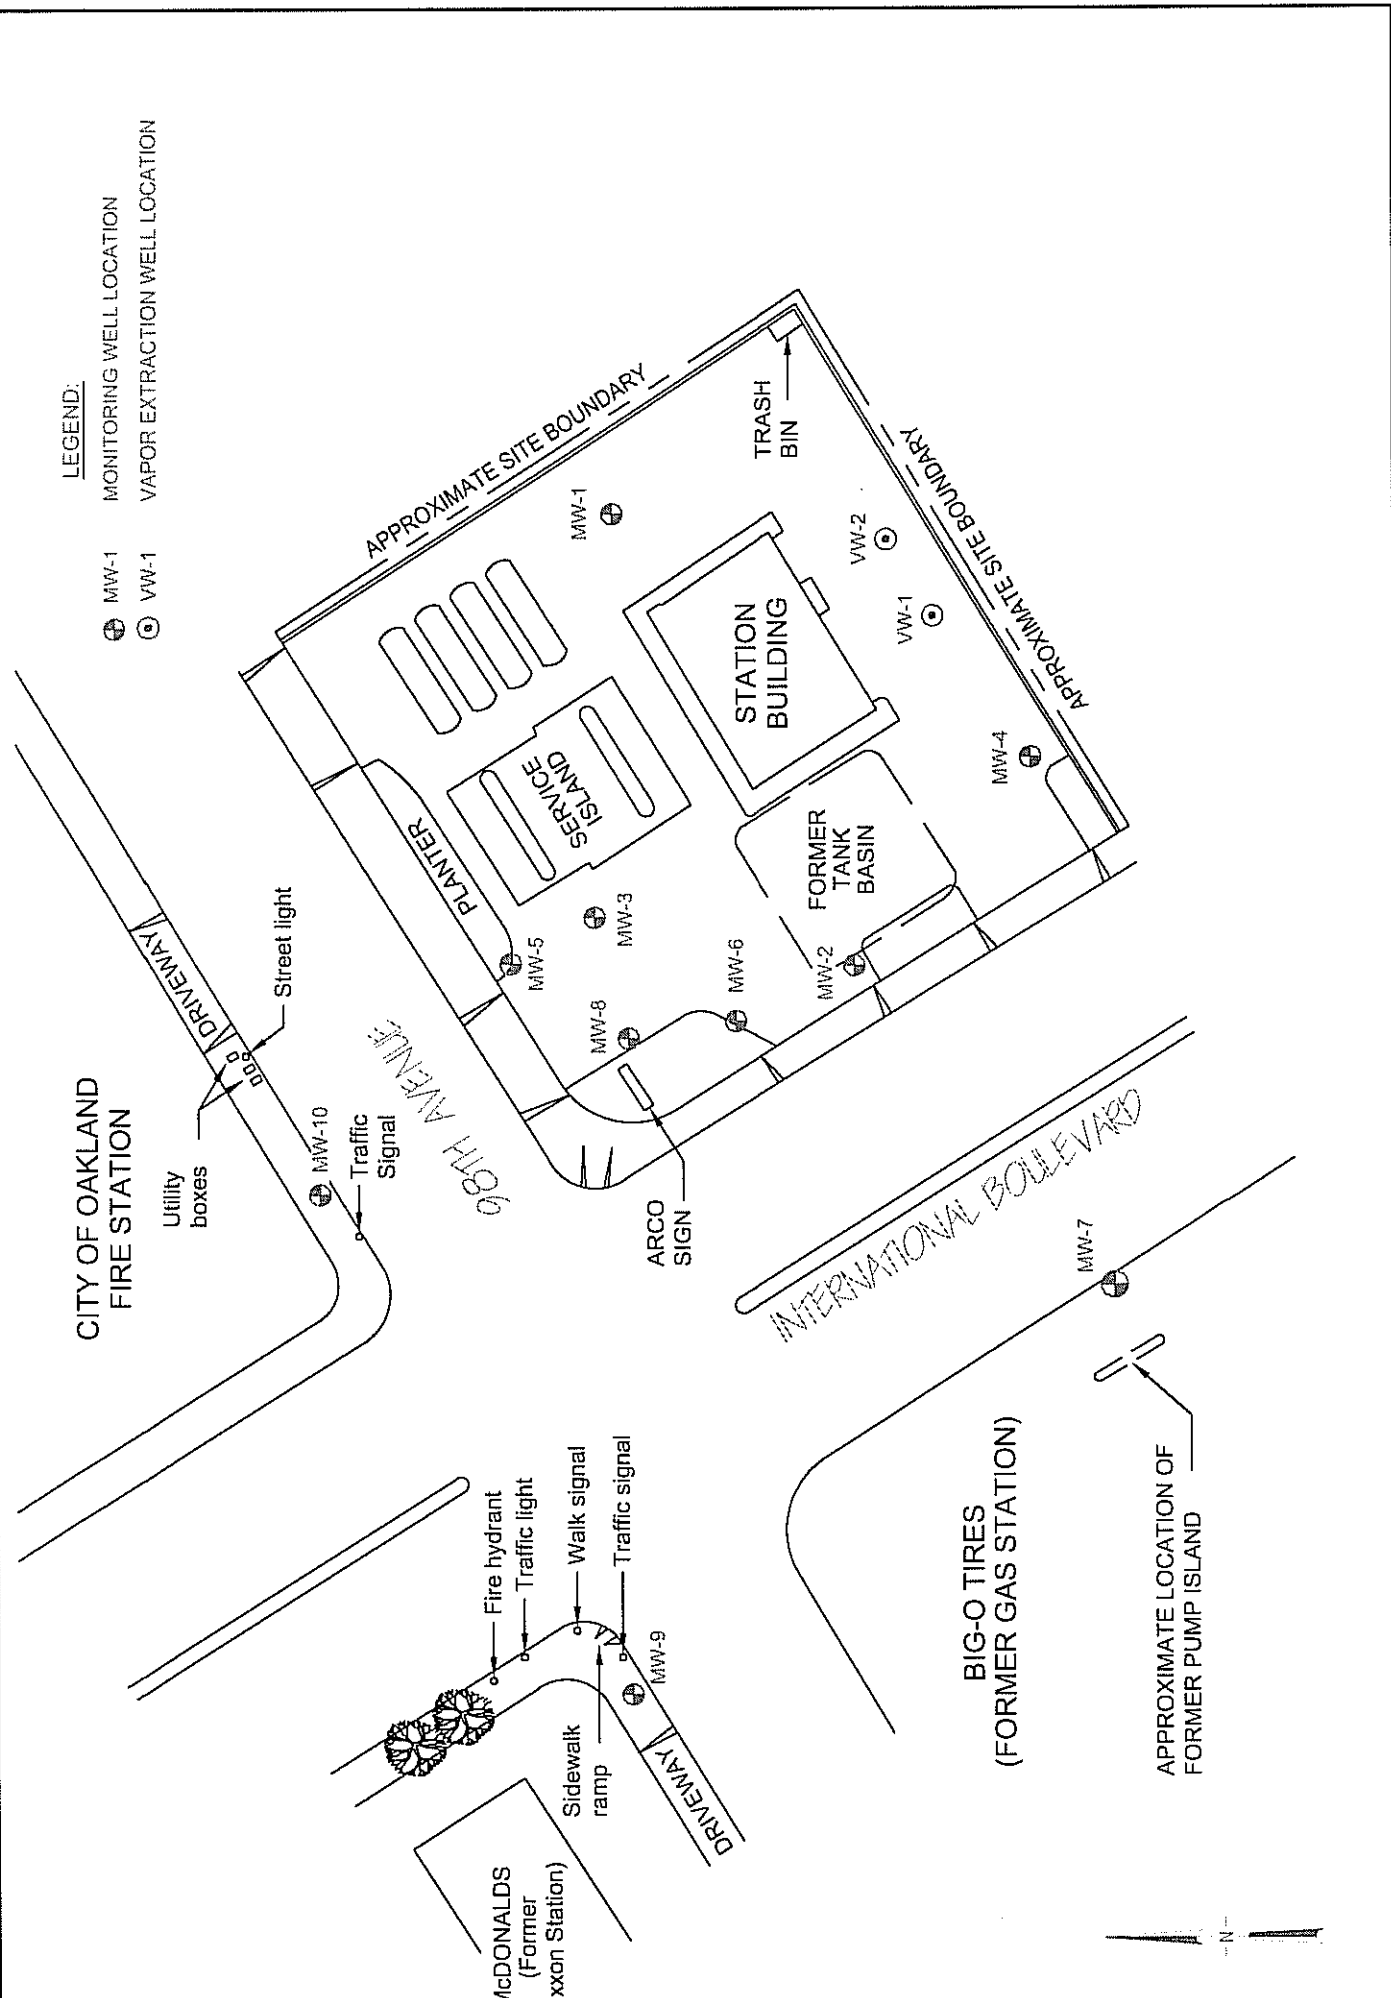 LEGEND:
MW-1 MONITORING WELL LOCATION
VW-1 VAPOR EXTRACTION WELL LOCATION
CITY OF OAKLAND
FIRE STATION
Utility
boxes
DRIVEWAY
Street light
MW-10
Traffic
Signal
98TH AVENUE
APPROXIMATE SITE BOUNDARY
PLANTER
SERVICE
ISLAND
MW-1
TRASH
BIN
STATION
BUILDING
MW-5
MW-3
MW-8
MW-6
MW-2
FORMER
TANK
BASIN
VW-2
VW-1
MW-4
APPROXIMATE SITE BOUNDARY
ARCO
SIGN
INTERNATIONAL BOULEVARD
MW-7
Fire hydrant
Traffic light
Walk signal
Traffic signal
MW-9
Sidewalk
ramp
DRIVEWAY
McDONALDS
(Former
xxon Station)
BIG-O TIRES
(FORMER GAS STATION)
APPROXIMATE LOCATION OF
FORMER PUMP ISLAND
-N-